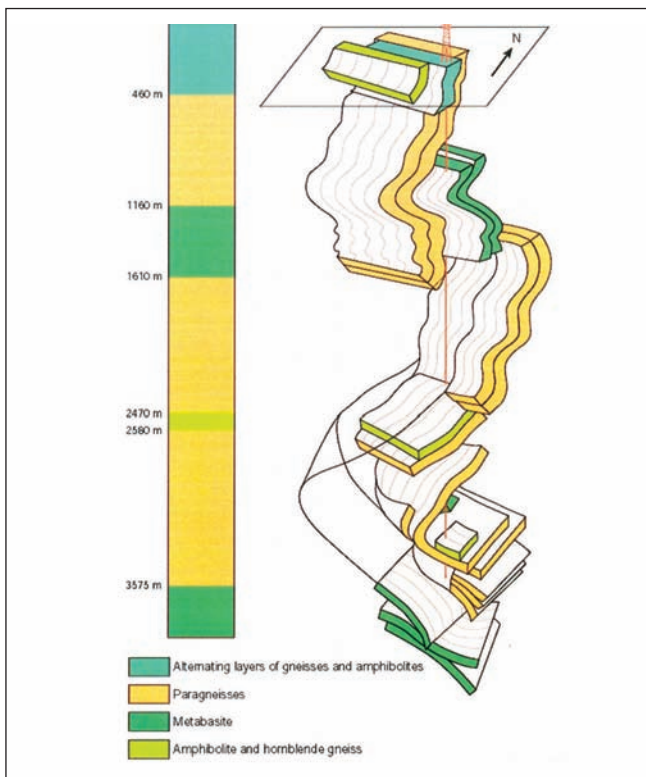 N
460 m
1160 m
1610 m
2470 m
2580 m
3575 m
Alternating layers of gneisses and amphibolites
Paragneisses
Metabasite
Amphibolite and hornblende gneiss